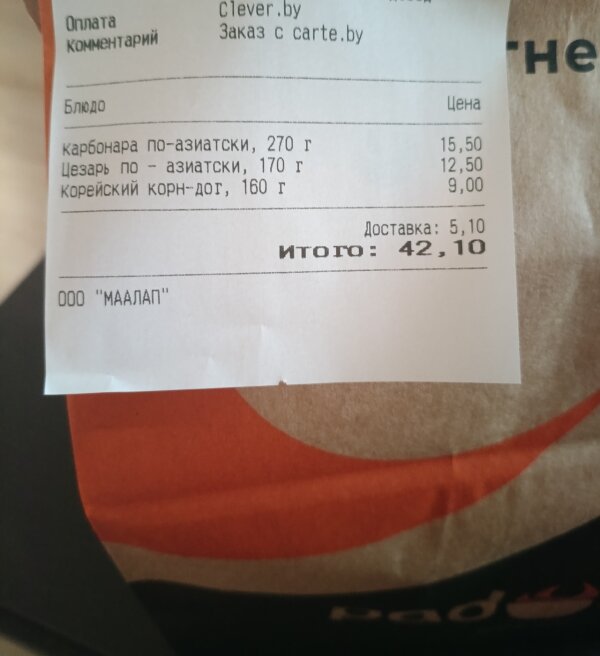 Оплата Clever.by
Комментарий Заказ с carte.by
Блюдо Цена
карбонара по-азиатски, 270 г 15,50
Цезарь по - азиатски, 170 г 12,50
Корейский корн-дог, 160 г 9,00
Доставка: 5,10
ИТОГО: 42,10
ООО "МААЛАП"
гне